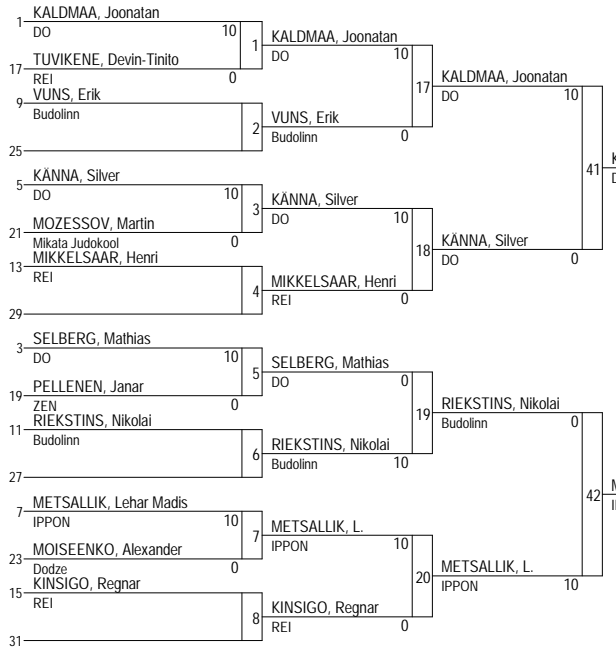 1 KALDMAA, Joonatan
DO 10
1
17 TUVIKENE, Devin-Tinito
REI 0
9 VUNS, Erik
Budolinn
2
25
5 KÄNNA, Silver
DO 10
3
21 MOZESSOV, Martin
Mikata Judokool 0
13 MIKKELSAAR, Henri
REI
4
29
3 SELBERG, Mathias
DO 10
5
19 PELLENEN, Janar
ZEN 0
11 RIEKSTINS, Nikolai
Budolinn
6
27
7 METSALLIK, Lehar Madis
IPPON 10
7
23 MOISEENKO, Alexander
Dodze 0
15 KINSIGO, Regnar
REI
8
31
KALDMAA, Joonatan
DO 10
17
VUNS, Erik
Budolinn 0
KÄNNA, Silver
DO 10
18
MIKKELSAAR, Henri
REI 0
SELBERG, Mathias
DO 0
19
RIEKSTINS, Nikolai
Budolinn 10
METSALLIK, L.
IPPON 10
20
KINSIGO, Regnar
REI 0
KALDMAA, Joonatan
DO 10
41
KÄNNA, Silver
DO 0
RIEKSTINS, Nikolai
Budolinn 0
42
METSALLIK, L.
IPPON 10